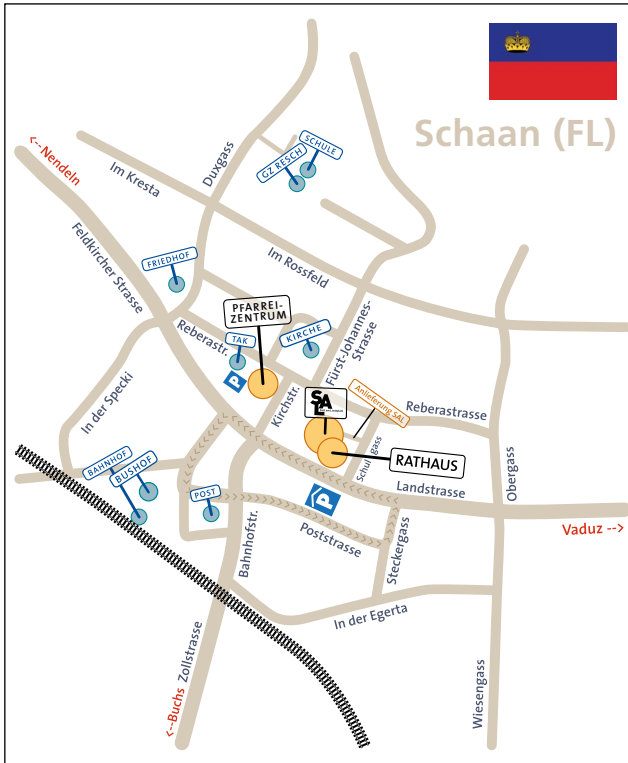 Schaan (FL)
<--Nendeln
Im Kresta
Duxgass
SCHULE
GZ RESCH
Feldkircher Strasse
FRIEDHOF
Im Rossfeld
PFARREI-
ZENTRUM
Reberastr.
TAK
KIRCHE
Fürst-Johannes-
Strasse
P
In der Specki
Kirchstr.
SAL
Anlieferung SAL
Reberastrasse
Schulgass
RATHAUS
Obergass
BAHNHOF
BUSHOF
POST
P
Landstrasse
Vaduz -->
Bahnhofstr.
Poststrasse
Steckergass
In der Egerta
Zollstrasse
<--Buchs
Wiesengass